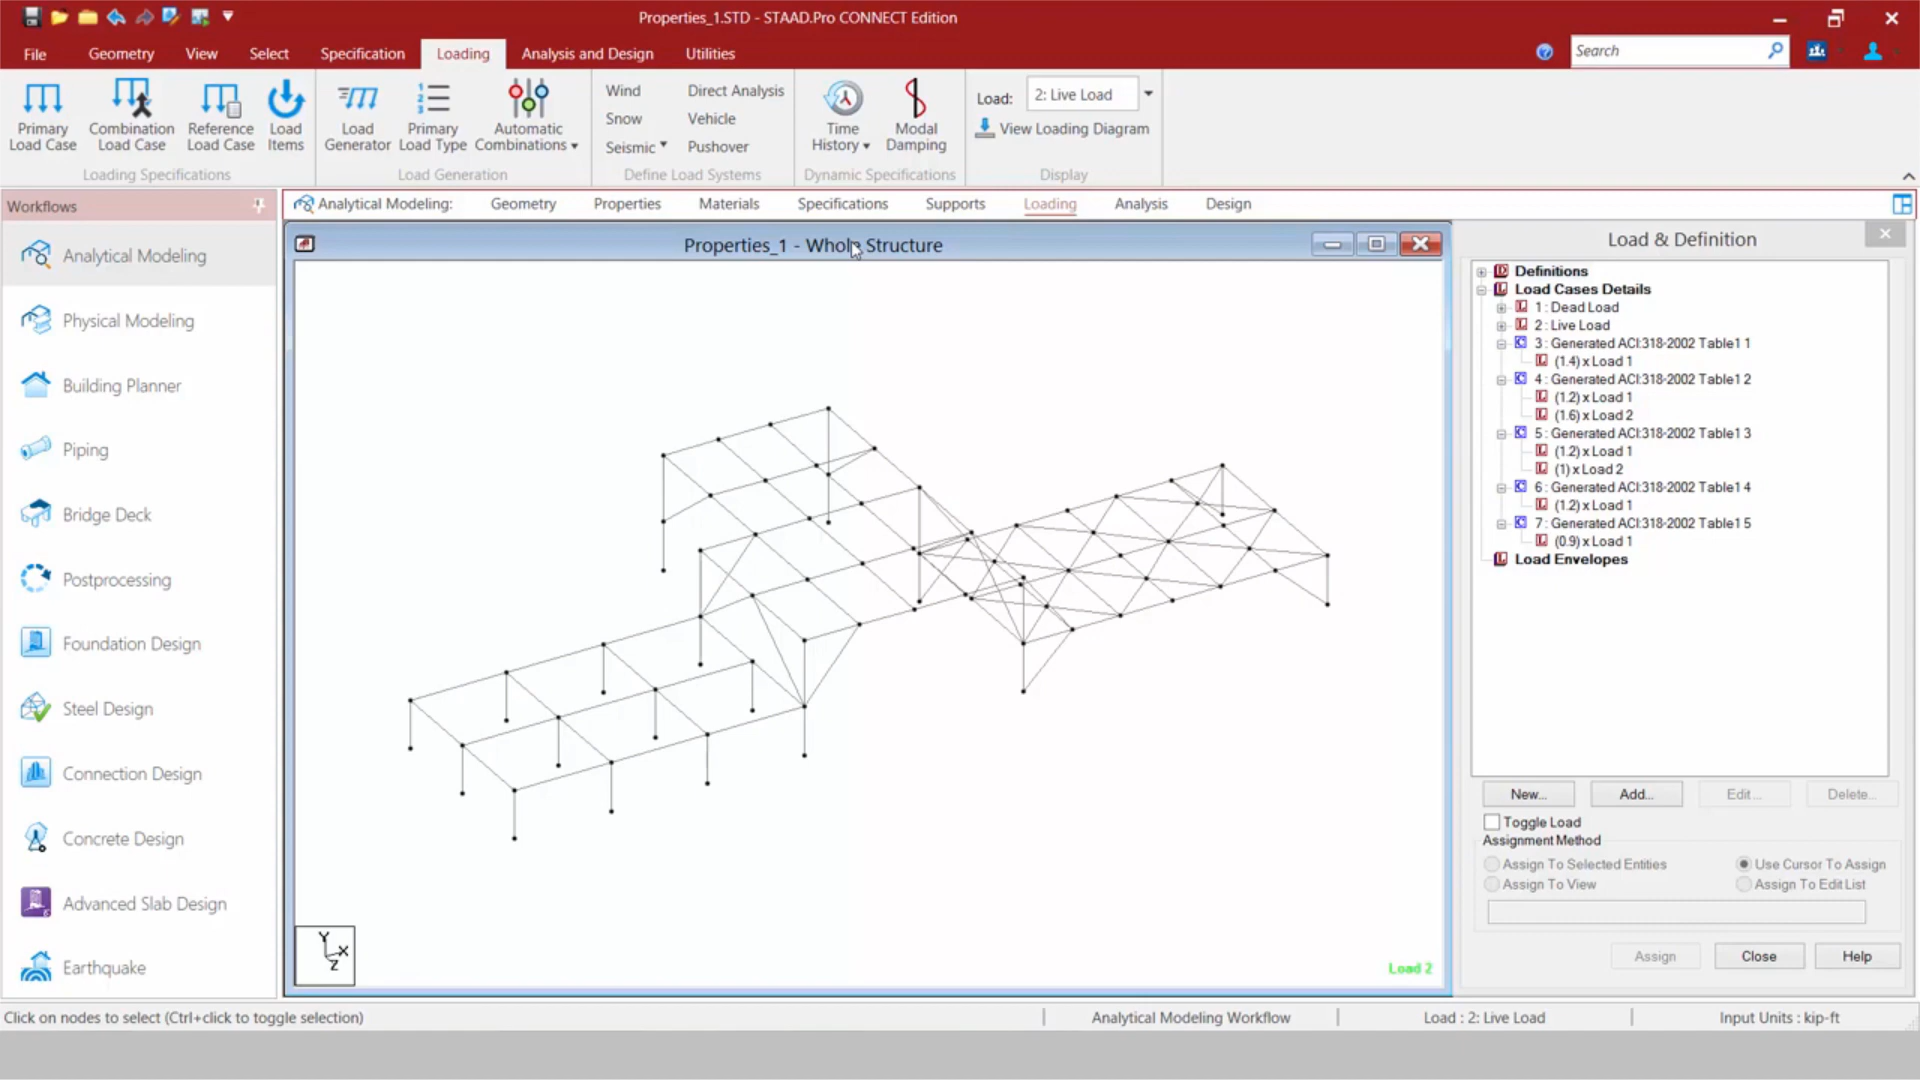 Properties_1.STD - STAAD.Pro CONNECT Edition
File Geometry View Select Specification Loading Analysis and Design Utilities Search
Primary Load Case
Combination Load Case
Reference Load Case
Load Items
Loading Specifications
Load Generator
Primary Load Type
Automatic Combinations
Load Generation
Wind
Snow
Seismic
Direct Analysis
Vehicle
Pushover
Define Load Systems
Time History
Modal Damping
Dynamic Specifications
Load: 2: Live Load
View Loading Diagram
Display
Workflows
Analytical Modeling: Geometry Properties Materials Specifications Supports Loading Analysis Design
Analytical Modeling
Physical Modeling
Building Planner
Piping
Bridge Deck
Postprocessing
Foundation Design
Steel Design
Connection Design
Concrete Design
Advanced Slab Design
Earthquake
Properties_1 - Whole Structure
Y
X
Z
Load 2
Load & Definition
Definitions
Load Cases Details
1 : Dead Load
2 : Live Load
3 : Generated ACI:318-2002 Table1 1
(1.4) x Load 1
4 : Generated ACI:318-2002 Table1 2
(1.2) x Load 1
(1.6) x Load 2
5 : Generated ACI:318-2002 Table1 3
(1.2) x Load 1
(1) x Load 2
6 : Generated ACI:318-2002 Table1 4
(1.2) x Load 1
7 : Generated ACI:318-2002 Table1 5
(0.9) x Load 1
Load Envelopes
New... Add... Edit... Delete...
Toggle Load
Assignment Method
Assign To Selected Entities Use Cursor To Assign
Assign To View Assign To Edit List
Assign Close Help
Click on nodes to select (Ctrl+click to toggle selection) Analytical Modeling Workflow Load : 2: Live Load Input Units : kip-ft